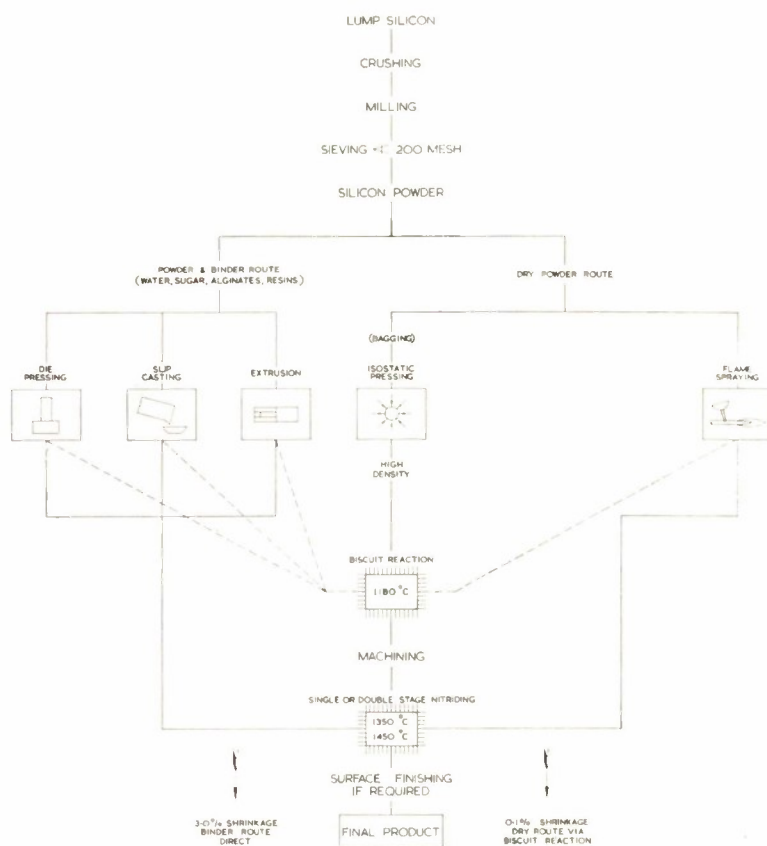 LUMP SILICON
CRUSHING
MILLING
SIEVING 200 MESH
SILICON POWDER
POWDER & BINDER ROUTE
(WATER, SUGAR, ALGINATES, RESINS)
DRY POWDER ROUTE
DIE
PRESSING
SLIP
CASTING
EXTRUSION
(BAGGING)
ISOSTATIC
PRESSING
FLAME
SPRAYING
HIGH
DENSITY
BISCUIT REACTION
1180 °C
MACHINING
SINGLE OR DOUBLE STAGE NITRIDING
1350 °C
1450 °C
SURFACE FINISHING
IF REQUIRED
3·0% SHRINKAGE
BINDER ROUTE
DIRECT
FINAL PRODUCT
0·1% SHRINKAGE
DRY ROUTE VIA
BISCUIT REACTION